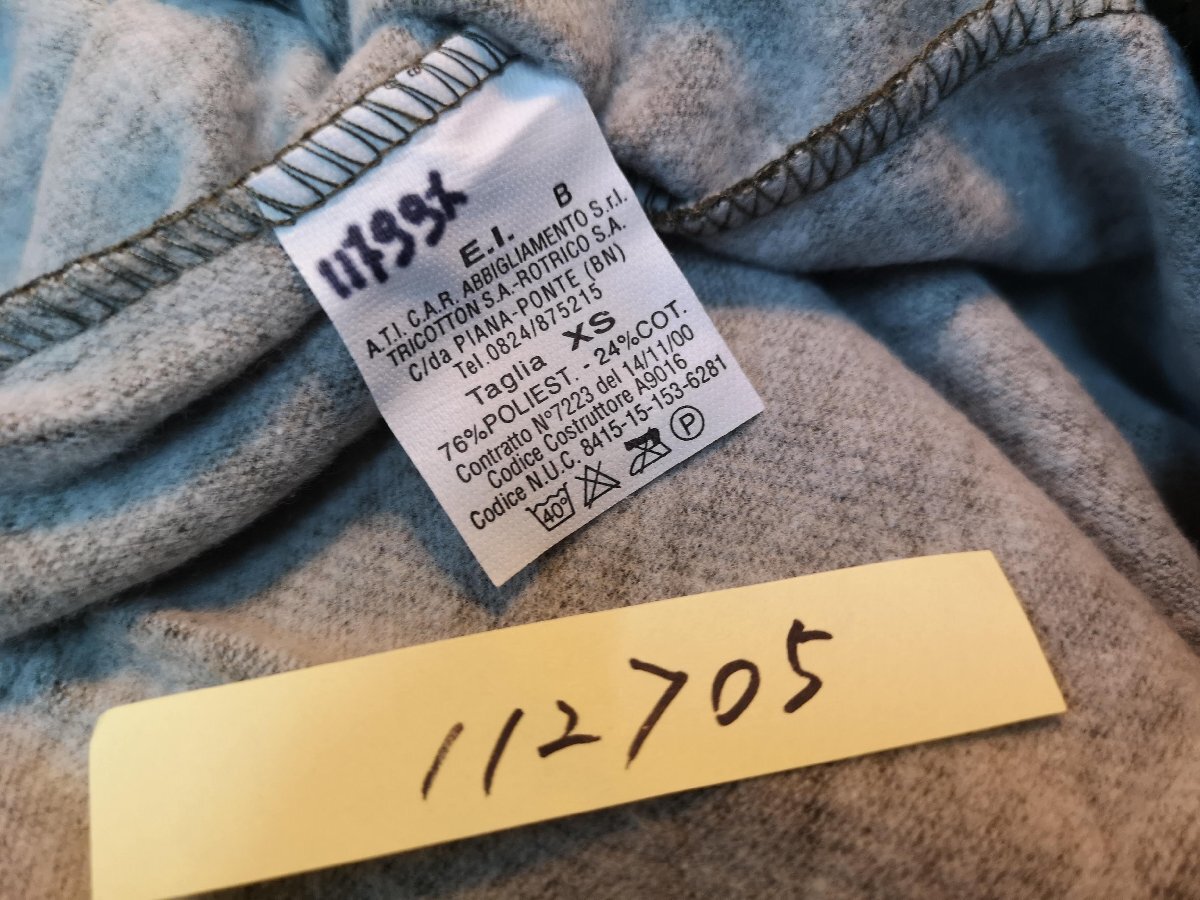 11799X
E.I. B
A.T.I. C.A.R. ABBIGLIAMENTO S.r.l.
TRICOTTON S.A.-ROTRICO S.A.
C/da PIANA-PONTE (BN)
Tel.0824/875215
Taglia XS
76%POLIEST. - 24%COT.
Contratto N°7223 del 14/11/00
Codice Costruttore A9016
Codice N.U.C. 8415-15-153-6281
40° P
112705